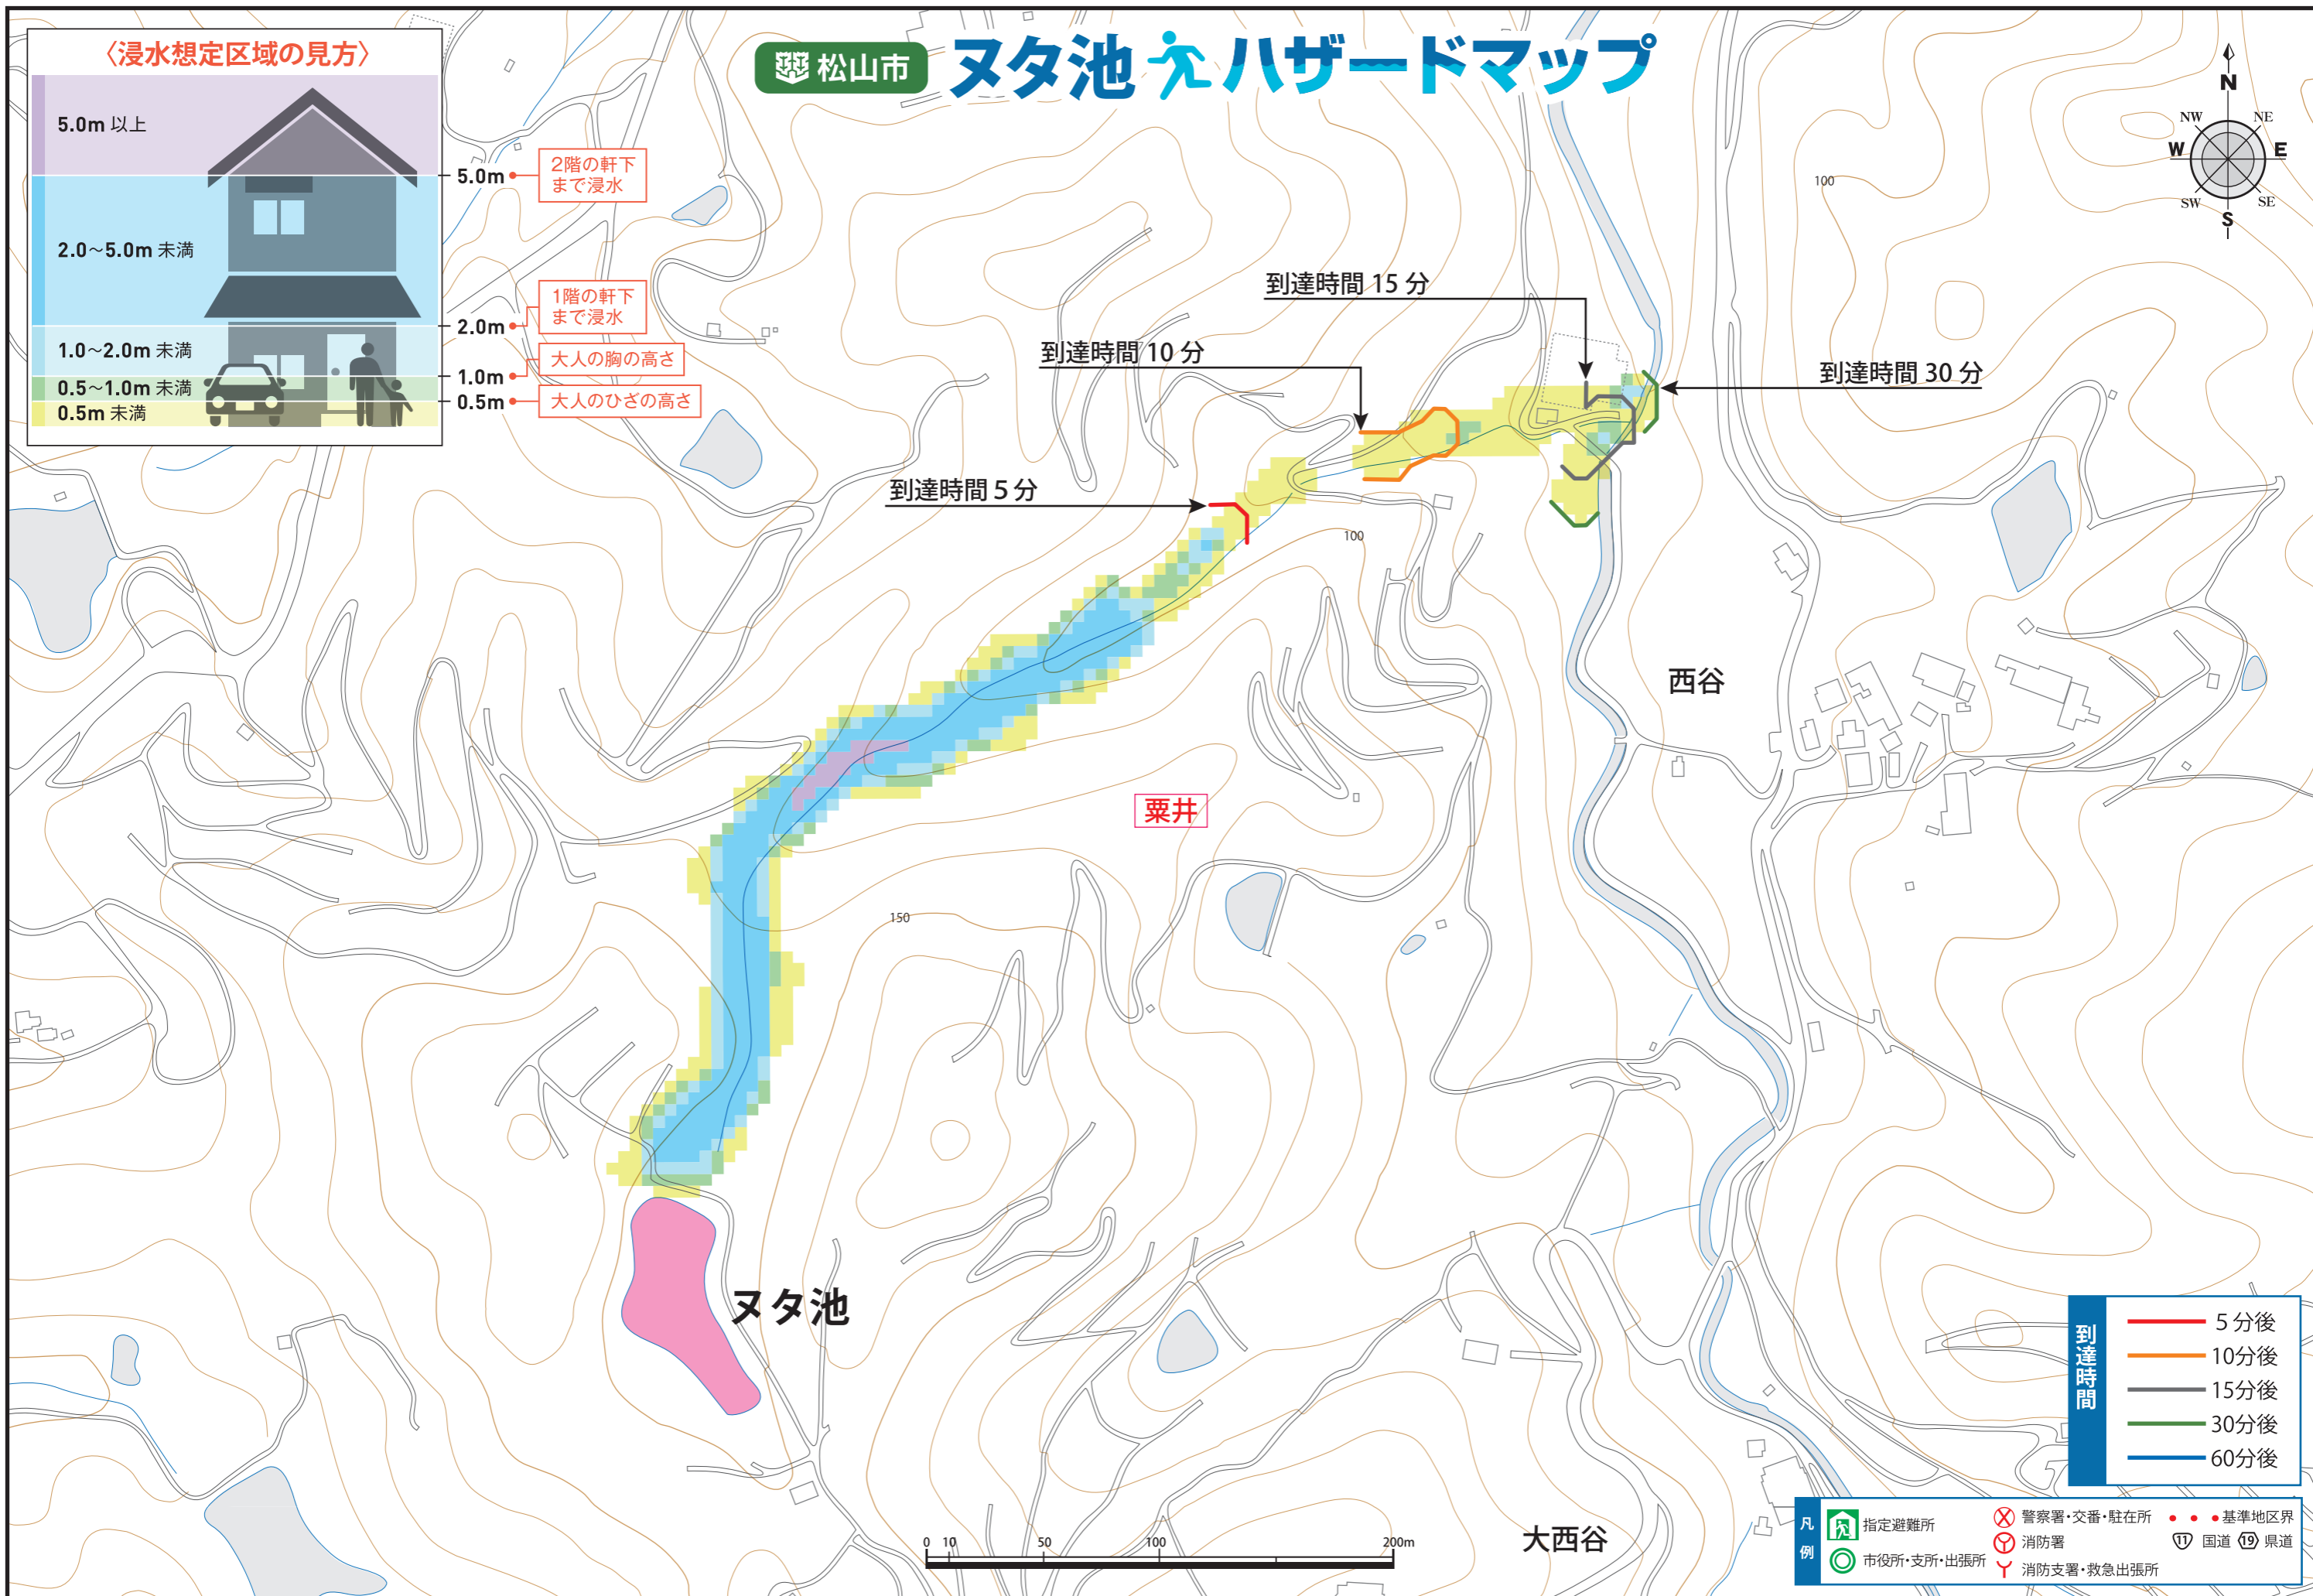 〈浸水想定区域の見方〉
5.0m 以上
2.0〜5.0m 未満
1.0〜2.0m 未満
0.5〜1.0m 未満
0.5m 未満
5.0m
2.0m
1.0m
0.5m
2階の軒下
まで浸水
1階の軒下
まで浸水
大人の胸の高さ
大人のひざの高さ
松山市 ヌタ池 ハザードマップ
N
NW NE
W E
SW SE
S
100
到達時間 15 分
到達時間 10 分
到達時間 30 分
到達時間 5 分
100
西谷
粟井
150
ヌタ池
大西谷
0 10 50 100 200m
到達時間
5 分後
10分後
15分後
30分後
60分後
凡例
指定避難所
市役所・支所・出張所
警察署・交番・駐在所
消防署
消防支署・救急出張所
基準地区界
11 国道 19 県道